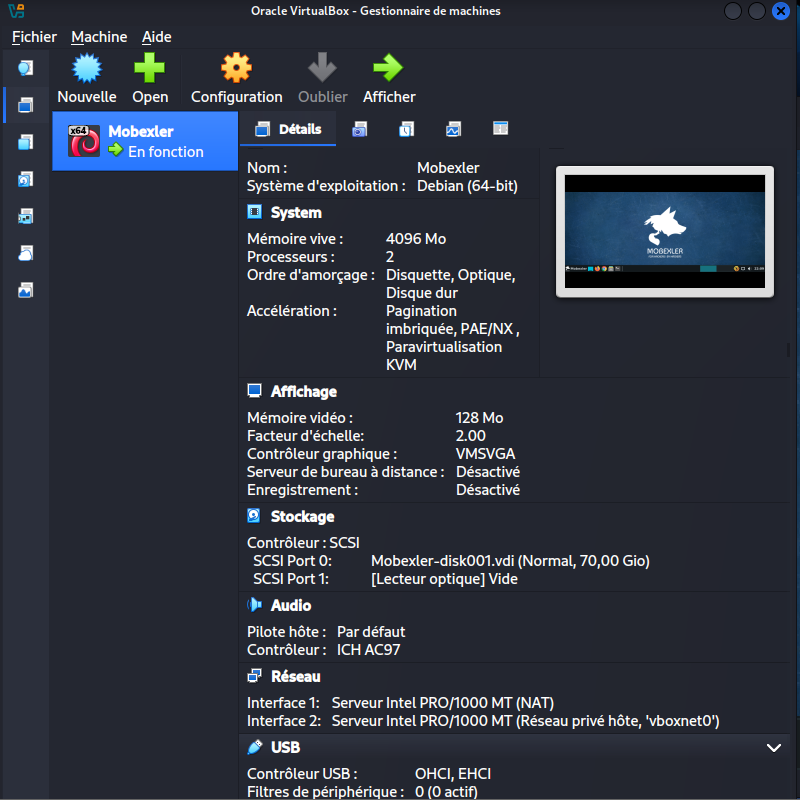 Oracle VirtualBox - Gestionnaire de machines
Fichier Machine Aide
Nouvelle Open Configuration Oublier Afficher
x64
Mobexler
En fonction
Détails
Nom : Mobexler
Système d'exploitation : Debian (64-bit)
System
Mémoire vive : 4096 Mo
Processeurs : 2
Ordre d'amorçage : Disquette, Optique,
Disque dur
Accélération : Pagination
imbriquée, PAE/NX ,
Paravirtualisation
KVM
MOBEXLER
Affichage
Mémoire vidéo : 128 Mo
Facteur d'échelle: 2.00
Contrôleur graphique : VMSVGA
Serveur de bureau à distance : Désactivé
Enregistrement : Désactivé
Stockage
Contrôleur : SCSI
SCSI Port 0: Mobexler-disk001.vdi (Normal, 70,00 Gio)
SCSI Port 1: [Lecteur optique] Vide
Audio
Pilote hôte : Par défaut
Contrôleur : ICH AC97
Réseau
Interface 1: Serveur Intel PRO/1000 MT (NAT)
Interface 2: Serveur Intel PRO/1000 MT (Réseau privé hôte, 'vboxnet0')
USB
Contrôleur USB : OHCI, EHCI
Filtres de périphérique : 0 (0 actif)